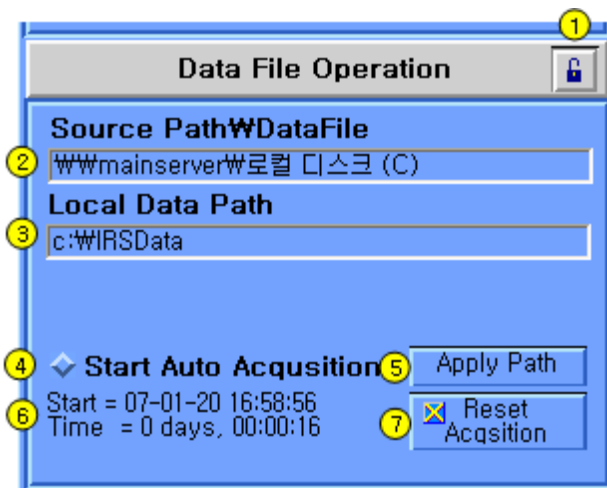 1
Data File Operation
Source Path₩DataFile
2
₩₩mainserver₩로컬 디스크 (C)
Local Data Path
3
c:₩IRSData
4
Start Auto Acqusition
5
Apply Path
6
Start = 07-01-20 16:58:56
Time = 0 days, 00:00:16
7
Reset
Acqsition